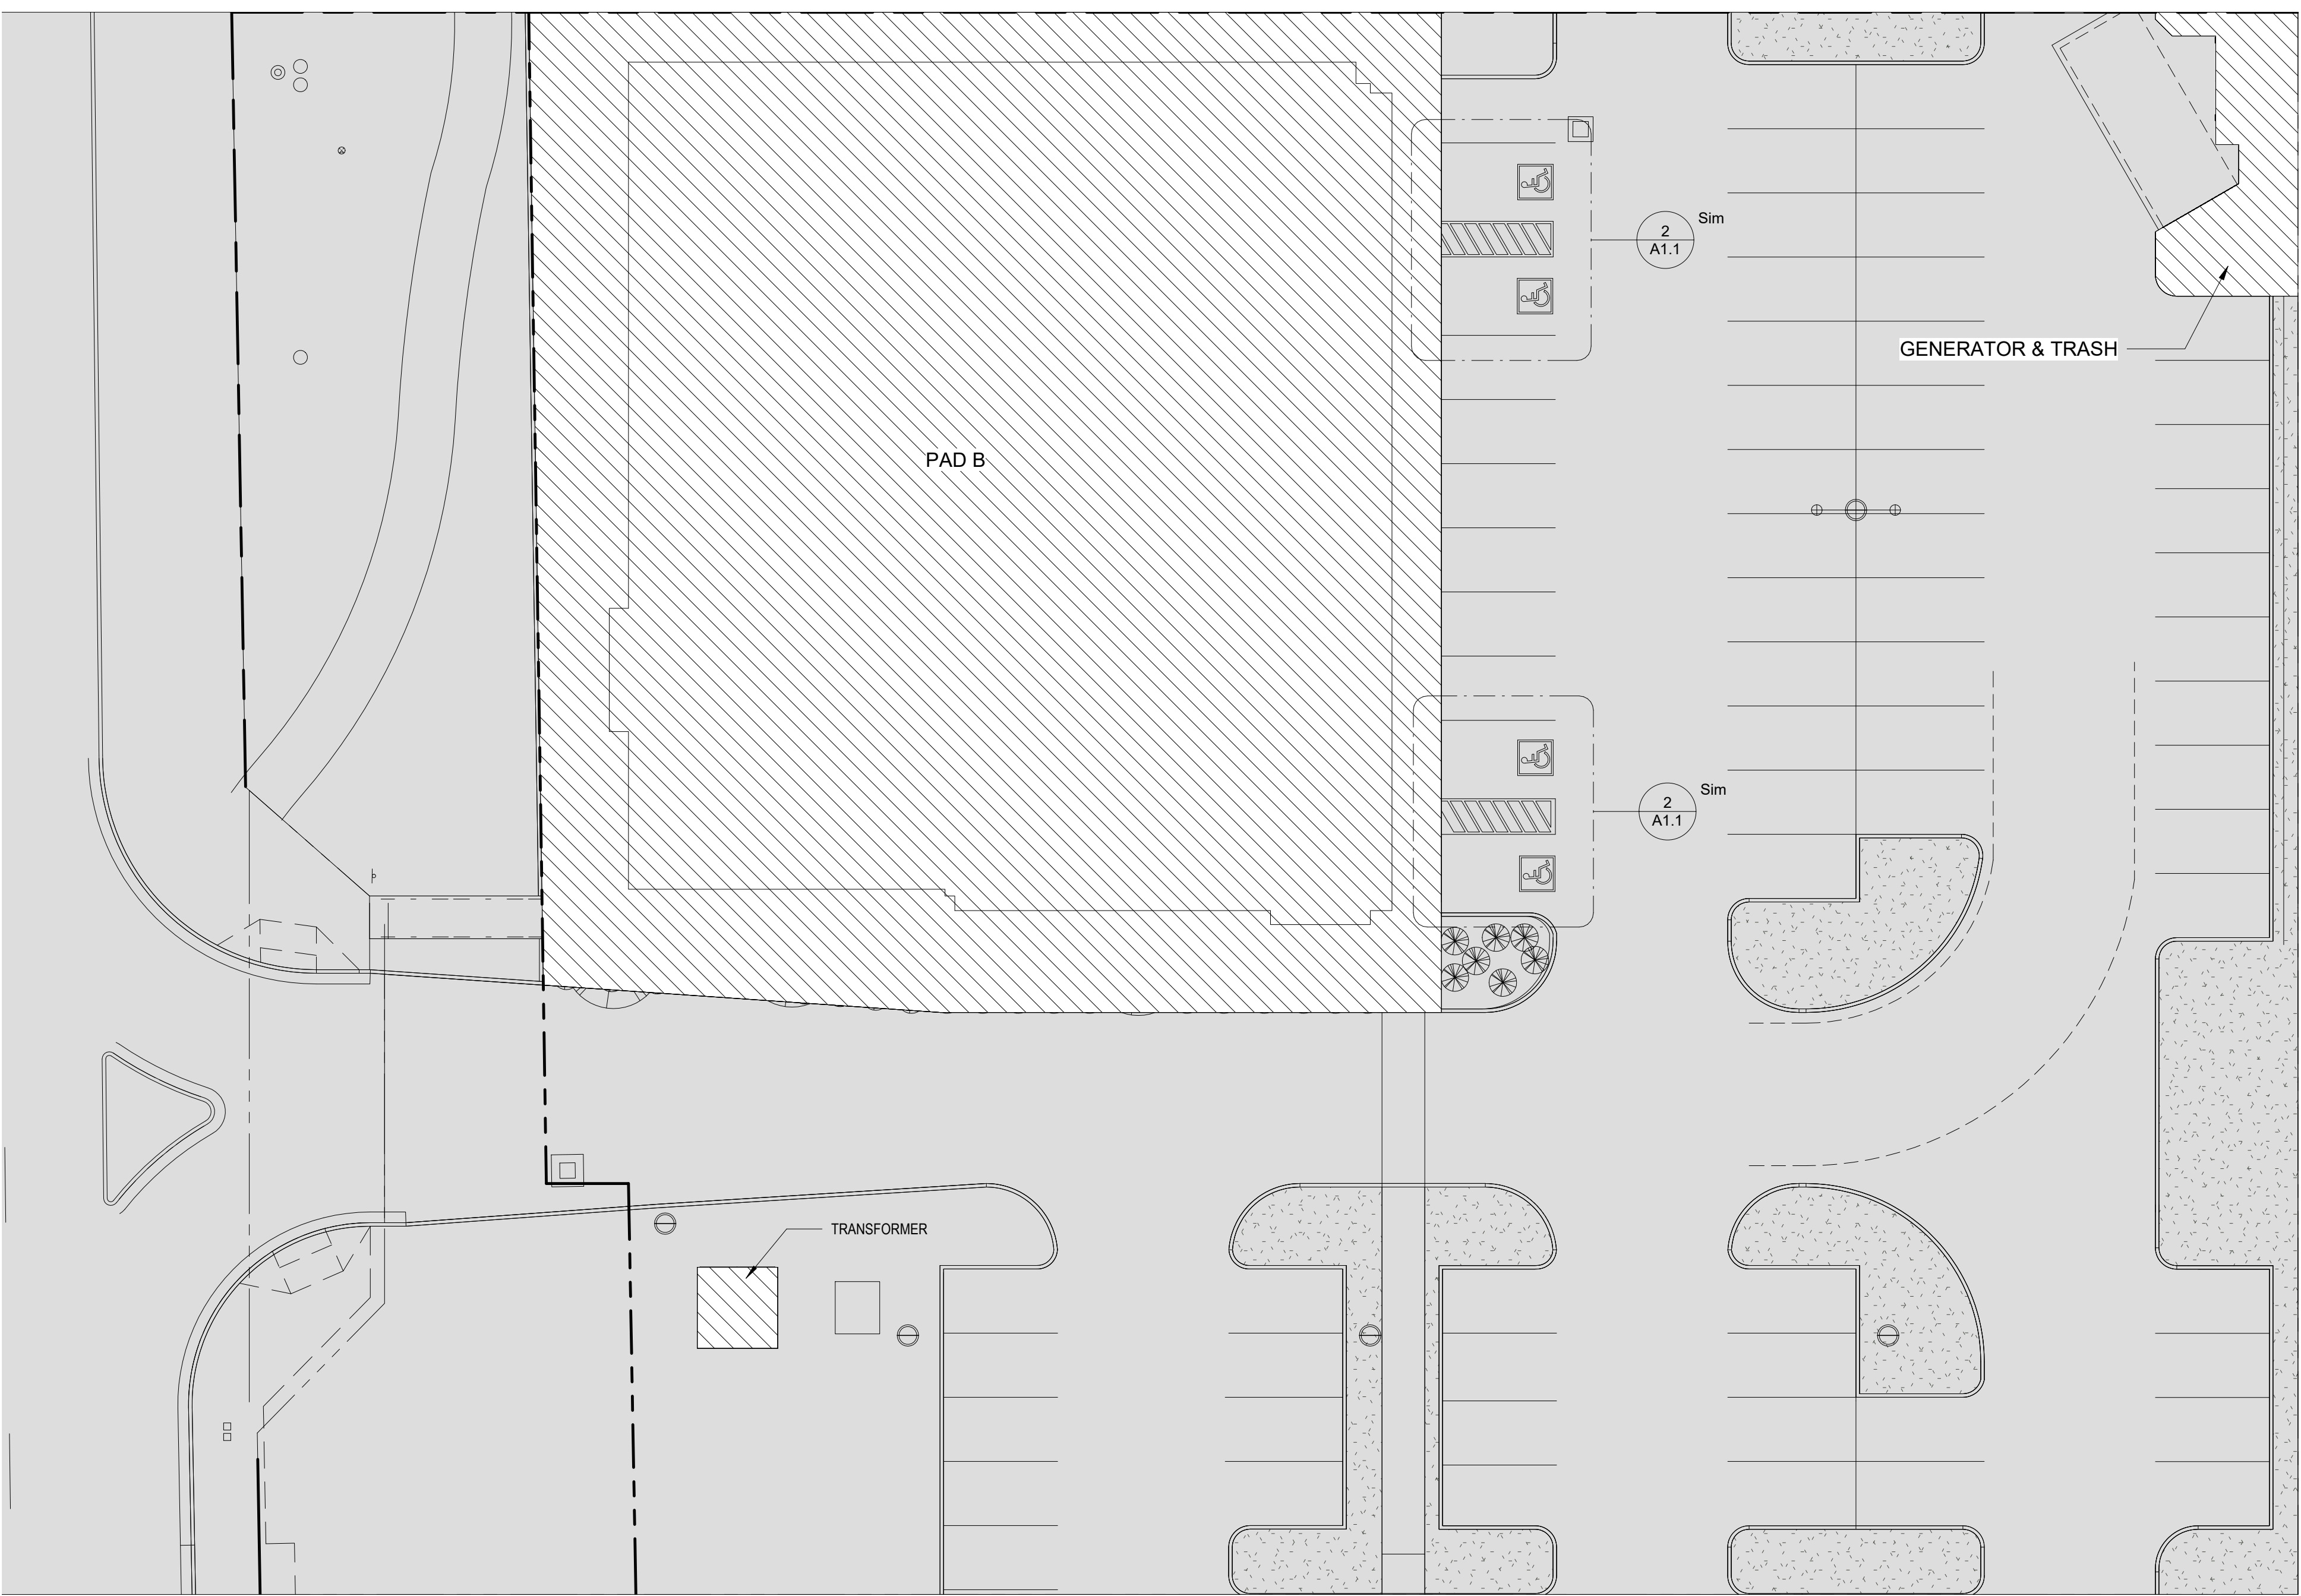 Sim
2
A1.1
GENERATOR & TRASH
PAD B
Sim
2
A1.1
TRANSFORMER